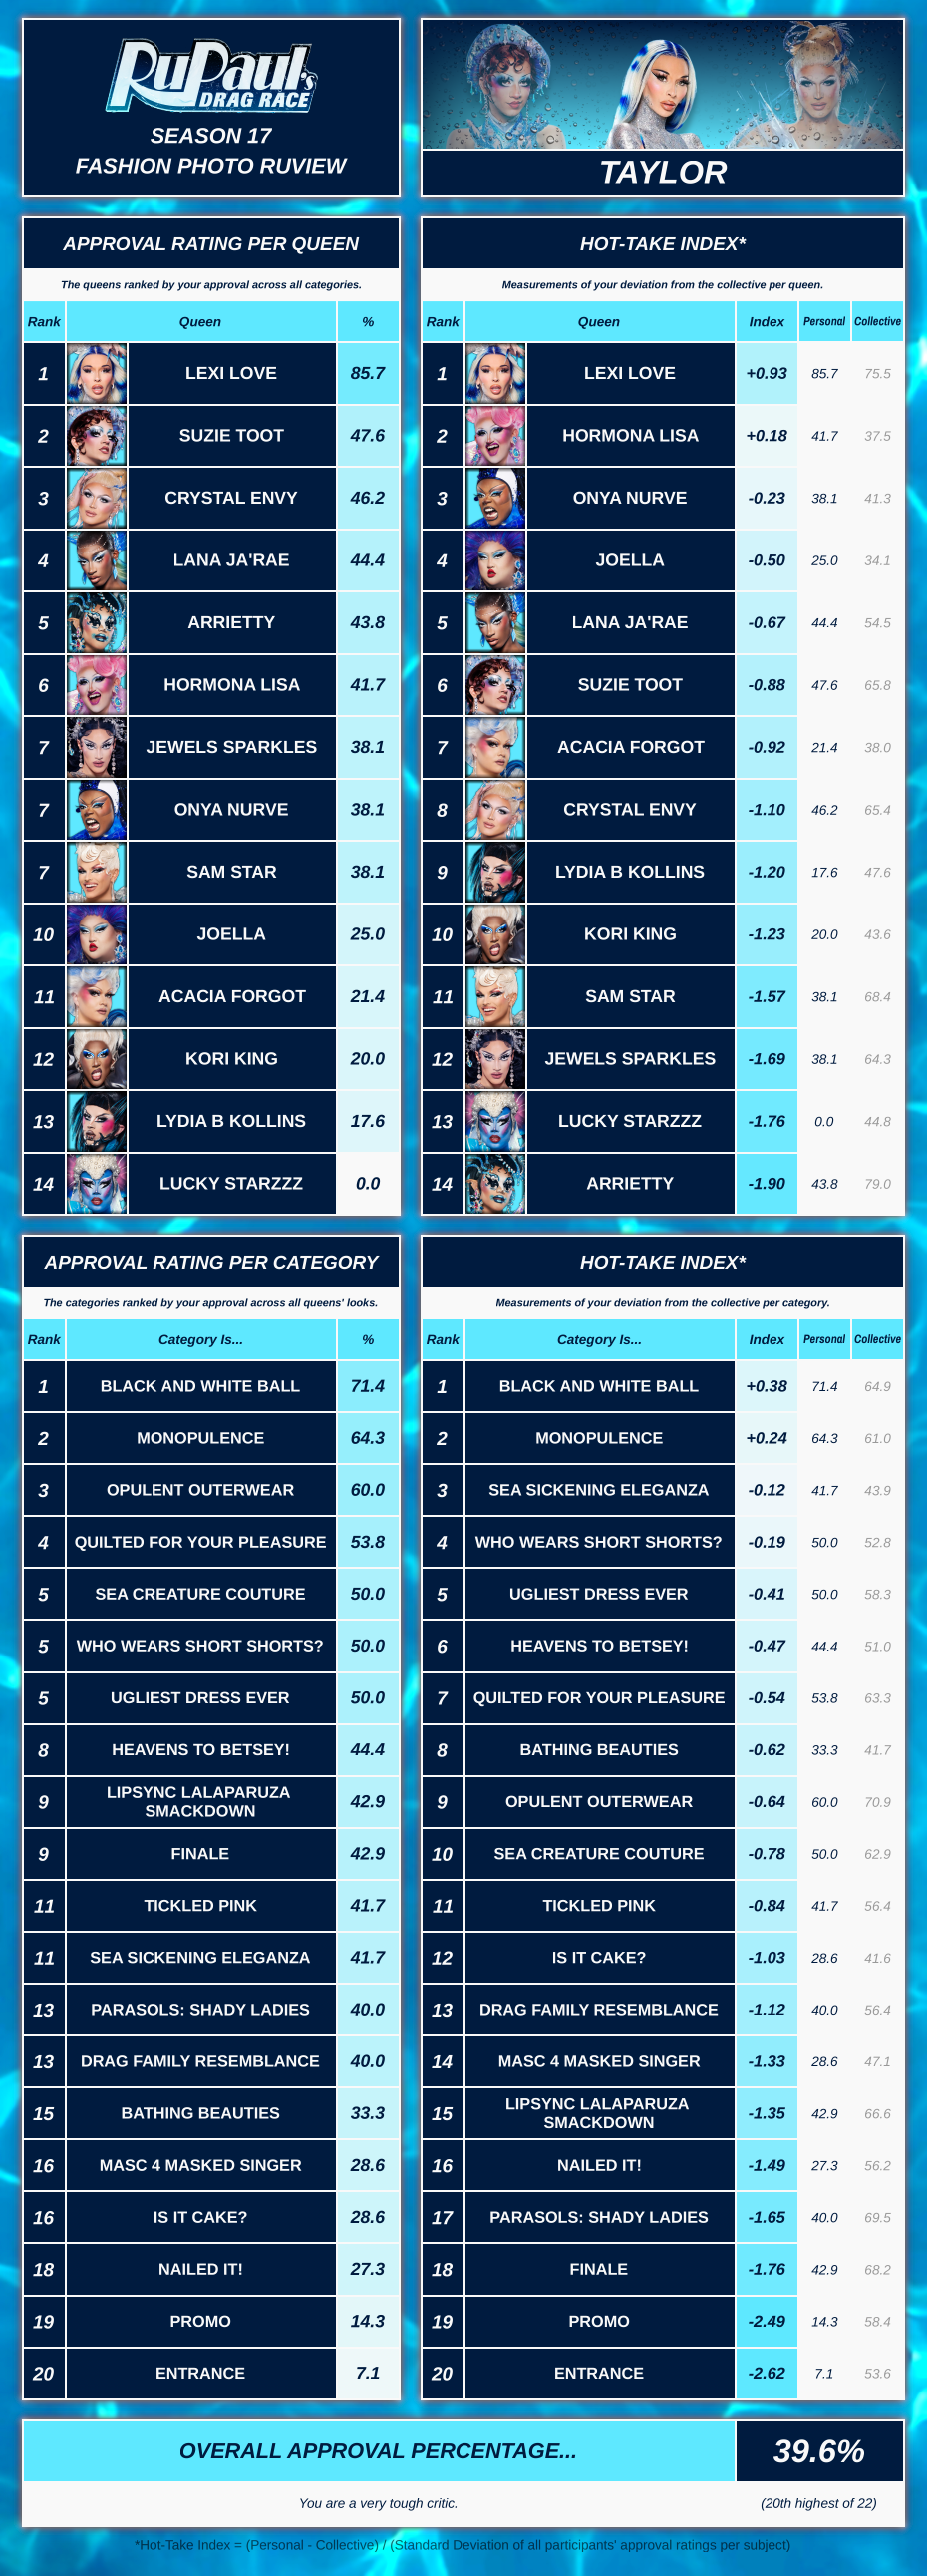 RuPaul's
DRAG RACE
SEASON 17
FASHION PHOTO RUVIEW
TAYLOR
APPROVAL RATING PER QUEEN
The queens ranked by your approval across all categories.
Rank Queen %
1 LEXI LOVE 85.7
2 SUZIE TOOT 47.6
3 CRYSTAL ENVY 46.2
4 LANA JA'RAE 44.4
5 ARRIETTY 43.8
6 HORMONA LISA 41.7
7 JEWELS SPARKLES 38.1
7 ONYA NURVE 38.1
7 SAM STAR 38.1
10 JOELLA 25.0
11 ACACIA FORGOT 21.4
12 KORI KING 20.0
13 LYDIA B KOLLINS 17.6
14 LUCKY STARZZZ 0.0
HOT-TAKE INDEX*
Measurements of your deviation from the collective per queen.
Rank Queen Index Personal Collective
1 LEXI LOVE +0.93 85.7 75.5
2 HORMONA LISA +0.18 41.7 37.5
3 ONYA NURVE -0.23 38.1 41.3
4 JOELLA -0.50 25.0 34.1
5 LANA JA'RAE -0.67 44.4 54.5
6 SUZIE TOOT -0.88 47.6 65.8
7 ACACIA FORGOT -0.92 21.4 38.0
8 CRYSTAL ENVY -1.10 46.2 65.4
9 LYDIA B KOLLINS -1.20 17.6 47.6
10 KORI KING -1.23 20.0 43.6
11 SAM STAR -1.57 38.1 68.4
12 JEWELS SPARKLES -1.69 38.1 64.3
13 LUCKY STARZZZ -1.76 0.0 44.8
14 ARRIETTY -1.90 43.8 79.0
APPROVAL RATING PER CATEGORY
The categories ranked by your approval across all queens' looks.
Rank Category Is... %
1 BLACK AND WHITE BALL 71.4
2 MONOPULENCE 64.3
3 OPULENT OUTERWEAR 60.0
4 QUILTED FOR YOUR PLEASURE 53.8
5 SEA CREATURE COUTURE 50.0
5 WHO WEARS SHORT SHORTS? 50.0
5 UGLIEST DRESS EVER 50.0
8 HEAVENS TO BETSEY! 44.4
9 LIPSYNC LALAPARUZA
SMACKDOWN 42.9
9 FINALE 42.9
11 TICKLED PINK 41.7
11 SEA SICKENING ELEGANZA 41.7
13 PARASOLS: SHADY LADIES 40.0
13 DRAG FAMILY RESEMBLANCE 40.0
15 BATHING BEAUTIES 33.3
16 MASC 4 MASKED SINGER 28.6
16 IS IT CAKE? 28.6
18 NAILED IT! 27.3
19 PROMO 14.3
20 ENTRANCE 7.1
HOT-TAKE INDEX*
Measurements of your deviation from the collective per category.
Rank Category Is... Index Personal Collective
1 BLACK AND WHITE BALL +0.38 71.4 64.9
2 MONOPULENCE +0.24 64.3 61.0
3 SEA SICKENING ELEGANZA -0.12 41.7 43.9
4 WHO WEARS SHORT SHORTS? -0.19 50.0 52.8
5 UGLIEST DRESS EVER -0.41 50.0 58.3
6 HEAVENS TO BETSEY! -0.47 44.4 51.0
7 QUILTED FOR YOUR PLEASURE -0.54 53.8 63.3
8 BATHING BEAUTIES -0.62 33.3 41.7
9 OPULENT OUTERWEAR -0.64 60.0 70.9
10 SEA CREATURE COUTURE -0.78 50.0 62.9
11 TICKLED PINK -0.84 41.7 56.4
12 IS IT CAKE? -1.03 28.6 41.6
13 DRAG FAMILY RESEMBLANCE -1.12 40.0 56.4
14 MASC 4 MASKED SINGER -1.33 28.6 47.1
15 LIPSYNC LALAPARUZA
SMACKDOWN -1.35 42.9 66.6
16 NAILED IT! -1.49 27.3 56.2
17 PARASOLS: SHADY LADIES -1.65 40.0 69.5
18 FINALE -1.76 42.9 68.2
19 PROMO -2.49 14.3 58.4
20 ENTRANCE -2.62 7.1 53.6
OVERALL APPROVAL PERCENTAGE... 39.6%
You are a very tough critic. (20th highest of 22)
*Hot-Take Index = (Personal - Collective) / (Standard Deviation of all participants' approval ratings per subject)